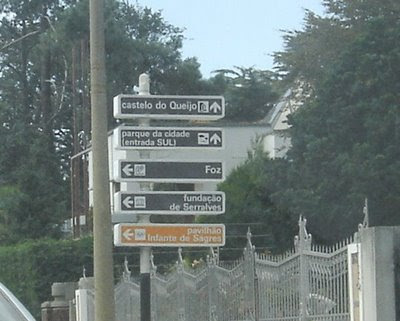 castelo do Queijo
parque da cidade
(entrada SUL)
Foz
fundação
de Serralves
pavilhão
Infante de Sagres